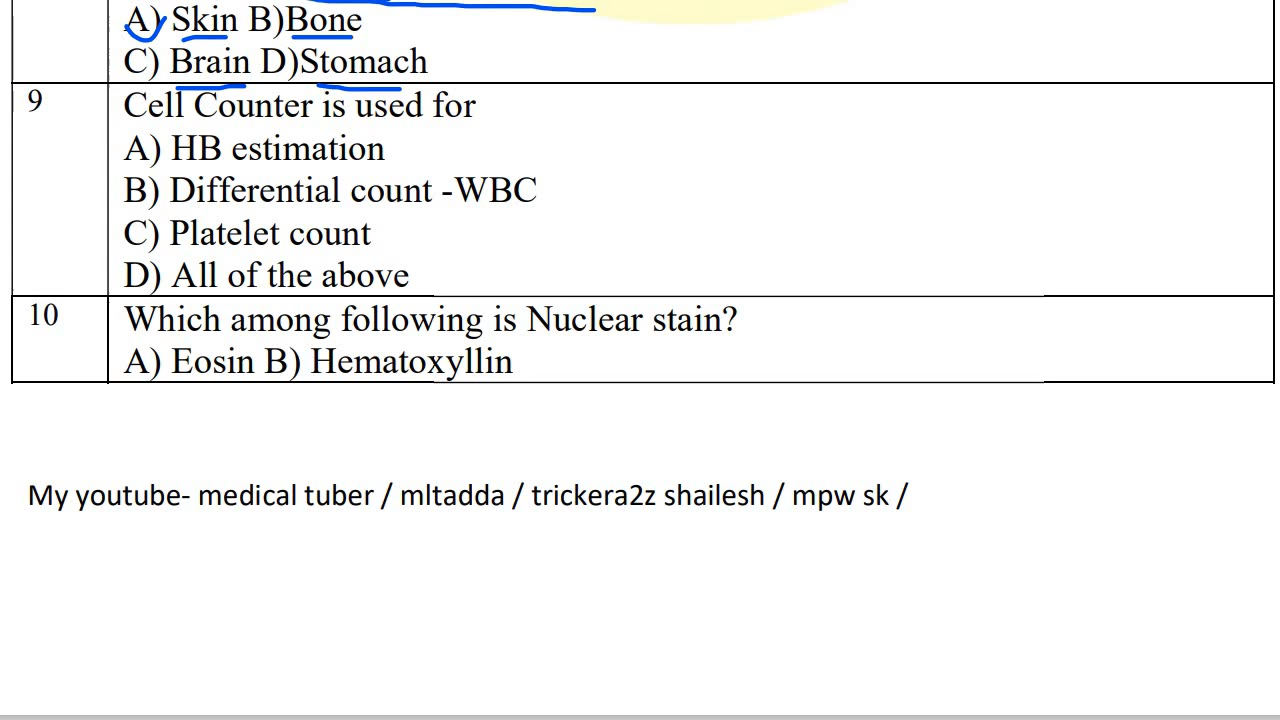 A) Skin B)Bone
C) Brain D)Stomach
9
Cell Counter is used for
A) HB estimation
B) Differential count -WBC
C) Platelet count
D) All of the above
10
Which among following is Nuclear stain?
A) Eosin B) Hematoxyllin
My youtube- medical tuber / mltadda / trickera2z shailesh / mpw sk /